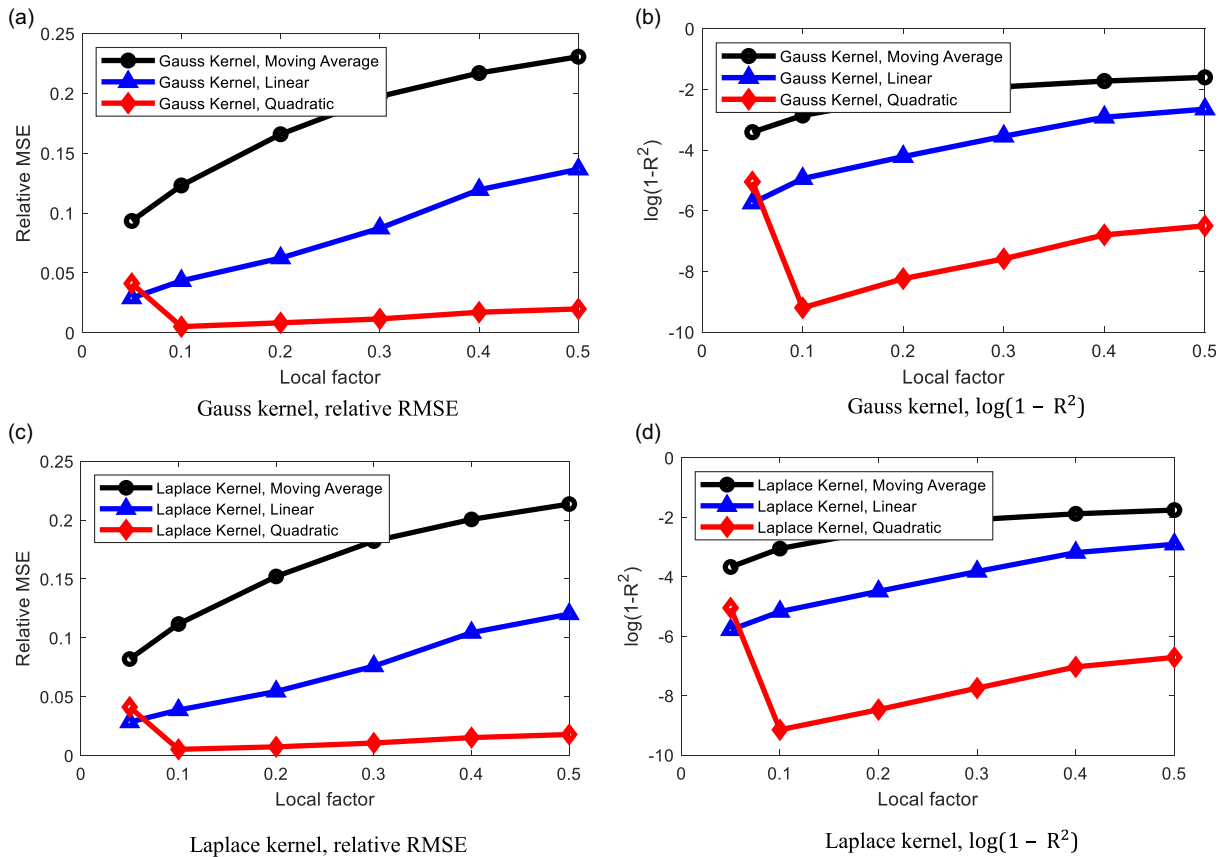 (a)
0.25
0.2
0.15
0.1
0.05
0
Relative MSE
Gauss Kernel, Moving Average
Gauss Kernel, Linear
Gauss Kernel, Quadratic
0 0.1 0.2 0.3 0.4 0.5
Local factor
Gauss kernel, relative RMSE
(b)
0
-2
-4
-6
-8
-10
log(1-R²)
Gauss Kernel, Moving Average
Gauss Kernel, Linear
Gauss Kernel, Quadratic
0 0.1 0.2 0.3 0.4 0.5
Local factor
Gauss kernel, log(1 − R²)
(c)
0.25
0.2
0.15
0.1
0.05
0
Relative MSE
Laplace Kernel, Moving Average
Laplace Kernel, Linear
Laplace Kernel, Quadratic
0 0.1 0.2 0.3 0.4 0.5
Local factor
Laplace kernel, relative RMSE
(d)
0
-2
-4
-6
-8
-10
log(1-R²)
Laplace Kernel, Moving Average
Laplace Kernel, Linear
Laplace Kernel, Quadratic
0 0.1 0.2 0.3 0.4 0.5
Local factor
Laplace kernel, log(1 − R²)